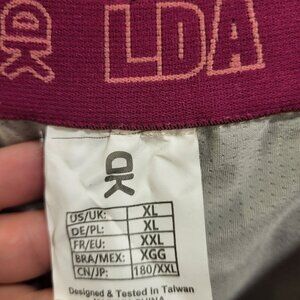 LDA
US/UK: XL
DE/PL: XL
FR/EU: XXL
BRA/MEX: XGG
CN/JP: 180/XXL
Designed & Tested in Taiwan